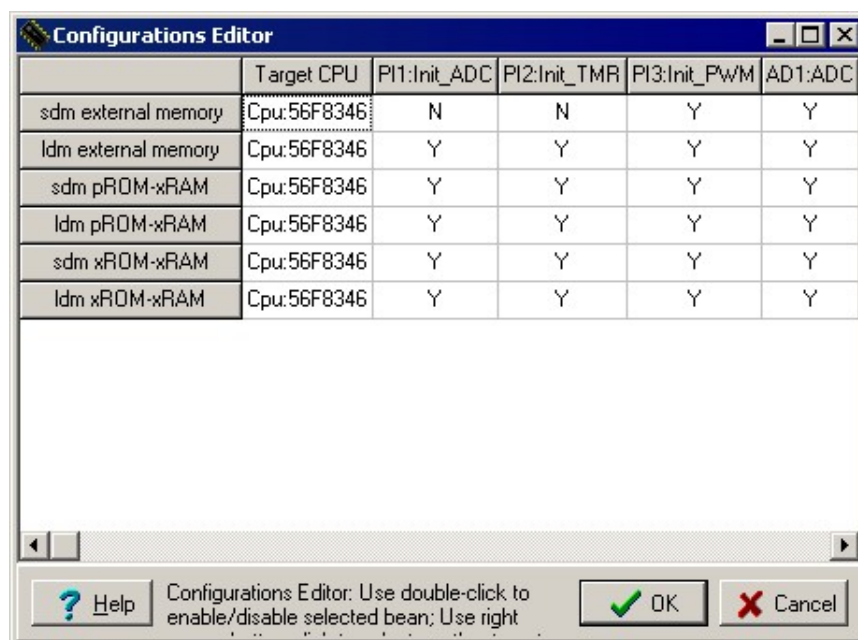 Configurations Editor
Target CPU PI1:Init_ADC PI2:Init_TMR PI3:Init_PWM AD1:ADC
sdm external memory Cpu:56F8346 N N Y Y
ldm external memory Cpu:56F8346 Y Y Y Y
sdm pROM-xRAM Cpu:56F8346 Y Y Y Y
ldm pROM-xRAM Cpu:56F8346 Y Y Y Y
sdm xROM-xRAM Cpu:56F8346 Y Y Y Y
ldm xROM-xRAM Cpu:56F8346 Y Y Y Y
? Help
Configurations Editor: Use double-click to
enable/disable selected bean; Use right
OK
Cancel